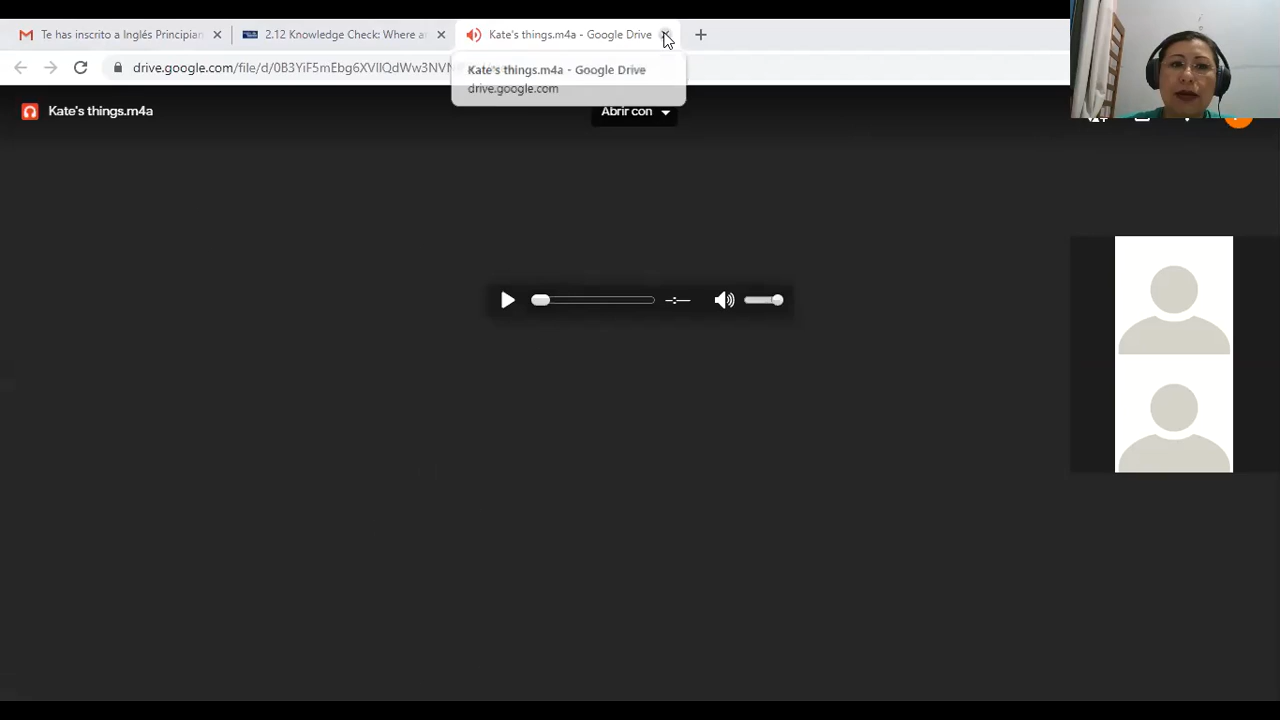 Te has inscrito a Inglés Principian
2.12 Knowledge Check: Where a
Kate's things.m4a - Google Drive
drive.google.com/file/d/0B3YiF5mEbg6XVllQdWw3NVN
Kate's things.m4a - Google Drive
drive.google.com
Kate's things.m4a
Abrir con